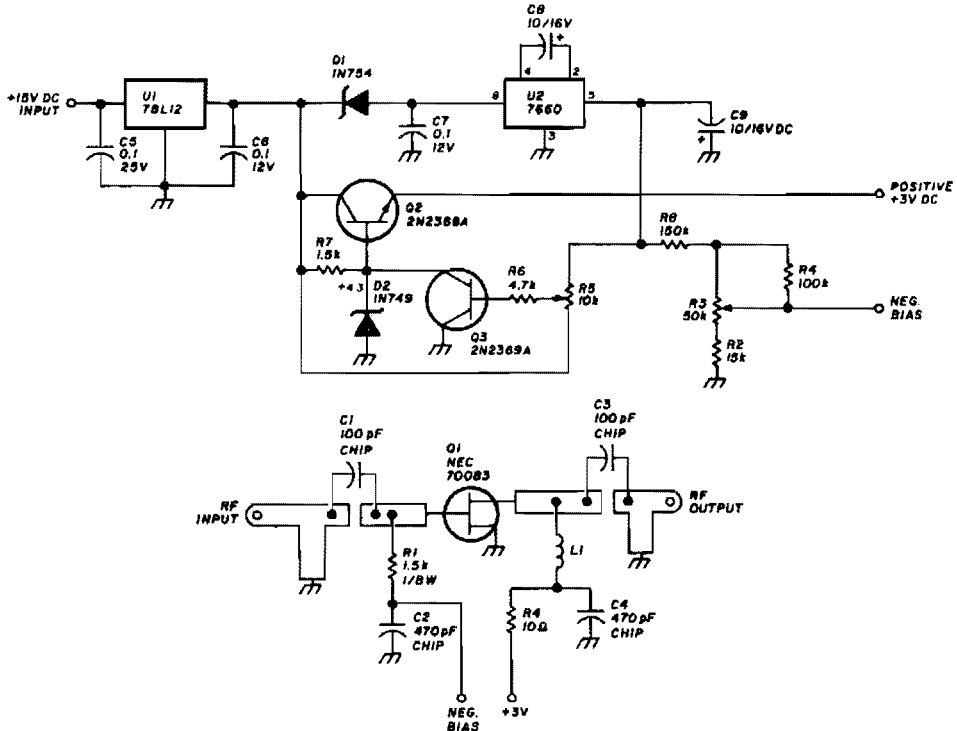 C8
10/16V
+
D1
1N754
4
2
+15V DC
INPUT
U1
78L12
8
U2
7660
5
3
C5
0.1
25V
C6
0.1
12V
C7
0.1
12V
C9
10/16VDC
+
Q2
2N2369A
POSITIVE
+3V DC
R7
1.5k
+4.3
D2
1N749
R6
4.7k
R5
10k
Q3
2N2369A
R8
150k
R4
100k
R3
50k
NEG.
BIAS
R2
15k
C1
100pF
CHIP
Q1
NEC
70083
C3
100pF
CHIP
RF
INPUT
RF
OUTPUT
R1
1.5k
1/8W
L1
C2
470pF
CHIP
R4
10Ω
C4
470pF
CHIP
NEG.
BIAS
+3V